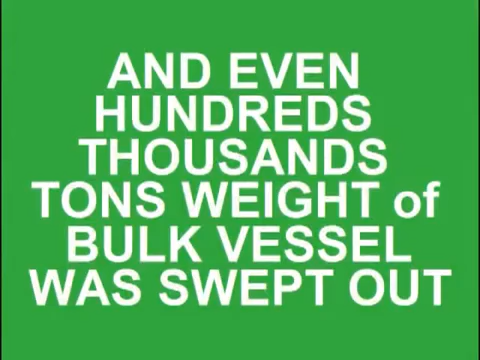 AND EVEN
HUNDREDS
THOUSANDS
TONS WEIGHT of
BULK VESSEL
WAS SWEPT OUT